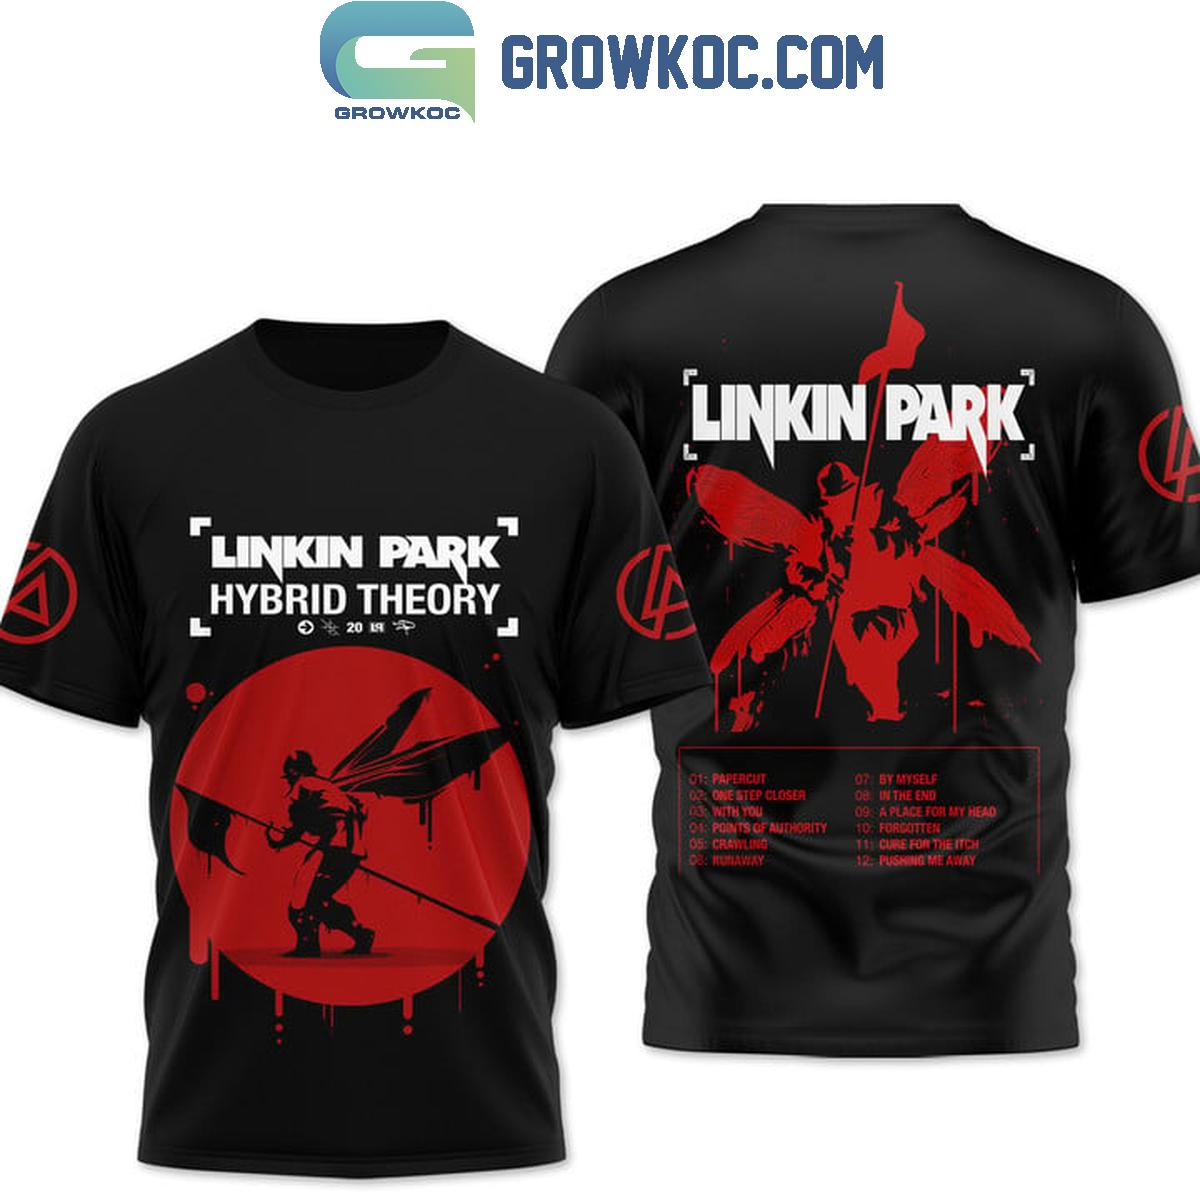 GROWKOC
GROWKOC.COM
LINKIN PARK
HYBRID THEORY
20 LP
LINKIN PARK
01: PAPERCUT
02: ONE STEP CLOSER
03: WITH YOU
04: POINTS OF AUTHORITY
05: CRAWLING
06: RUNAWAY
07: BY MYSELF
08: IN THE END
09: A PLACE FOR MY HEAD
10: FORGOTTEN
11: CURE FOR THE ITCH
12: PUSHING ME AWAY